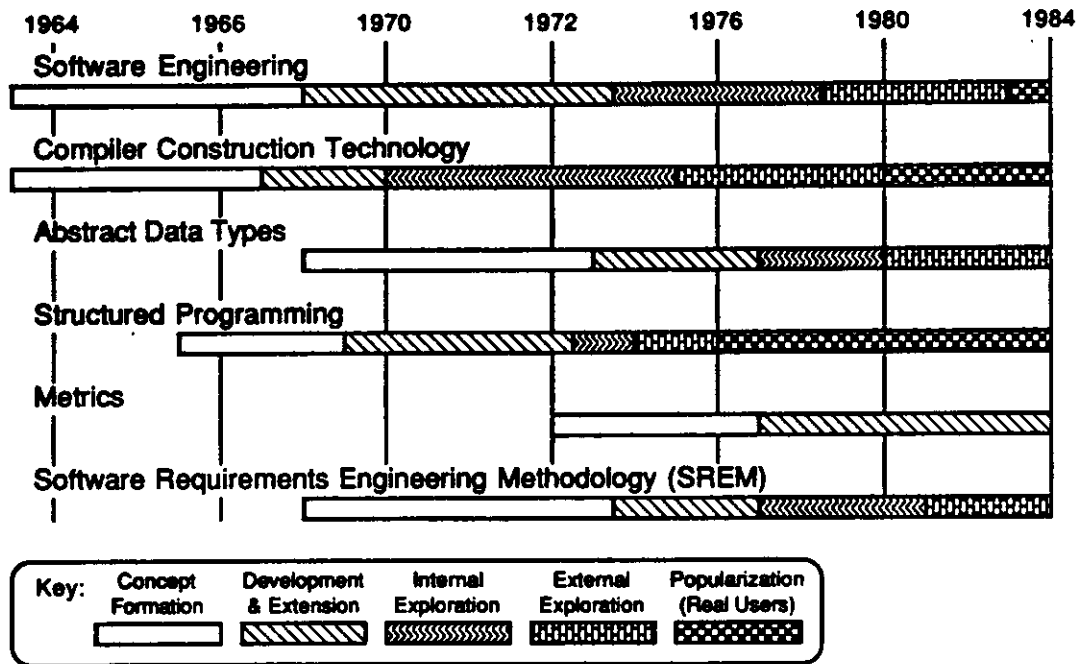 1964 1966 1970 1972 1976 1980 1984
Software Engineering
Compiler Construction Technology
Abstract Data Types
Structured Programming
Metrics
Software Requirements Engineering Methodology (SREM)
Key: Concept Development Internal External Popularization
Formation & Extension Exploration Exploration (Real Users)